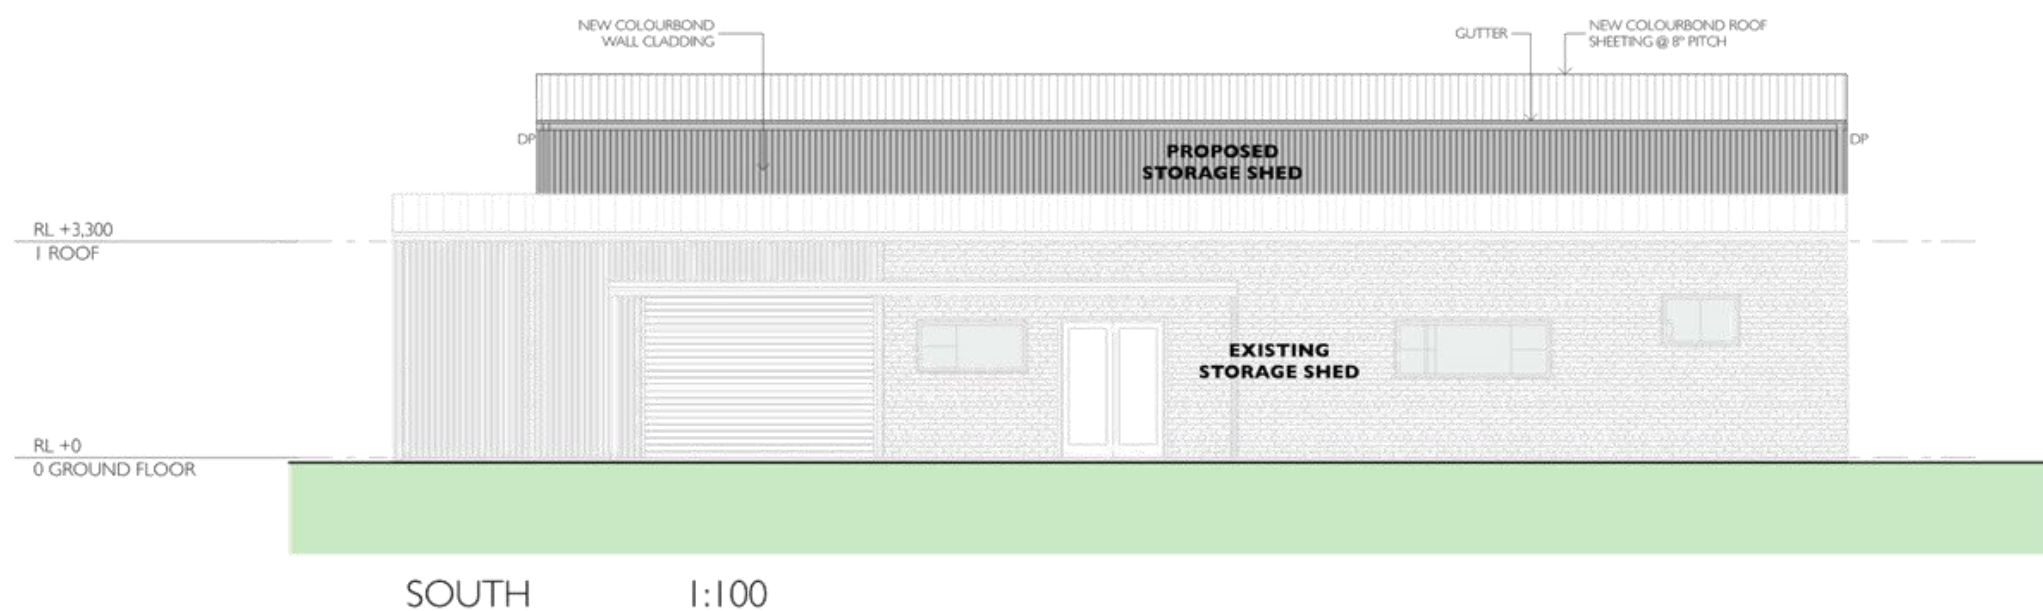 NEW COLOURBOND
WALL CLADDING
GUTTER
NEW COLOURBOND ROOF
SHEETING @ 8° PITCH
DP
DP
PROPOSED
STORAGE SHED
RL +3,300
1 ROOF
EXISTING
STORAGE SHED
RL +0
0 GROUND FLOOR
SOUTH 1:100